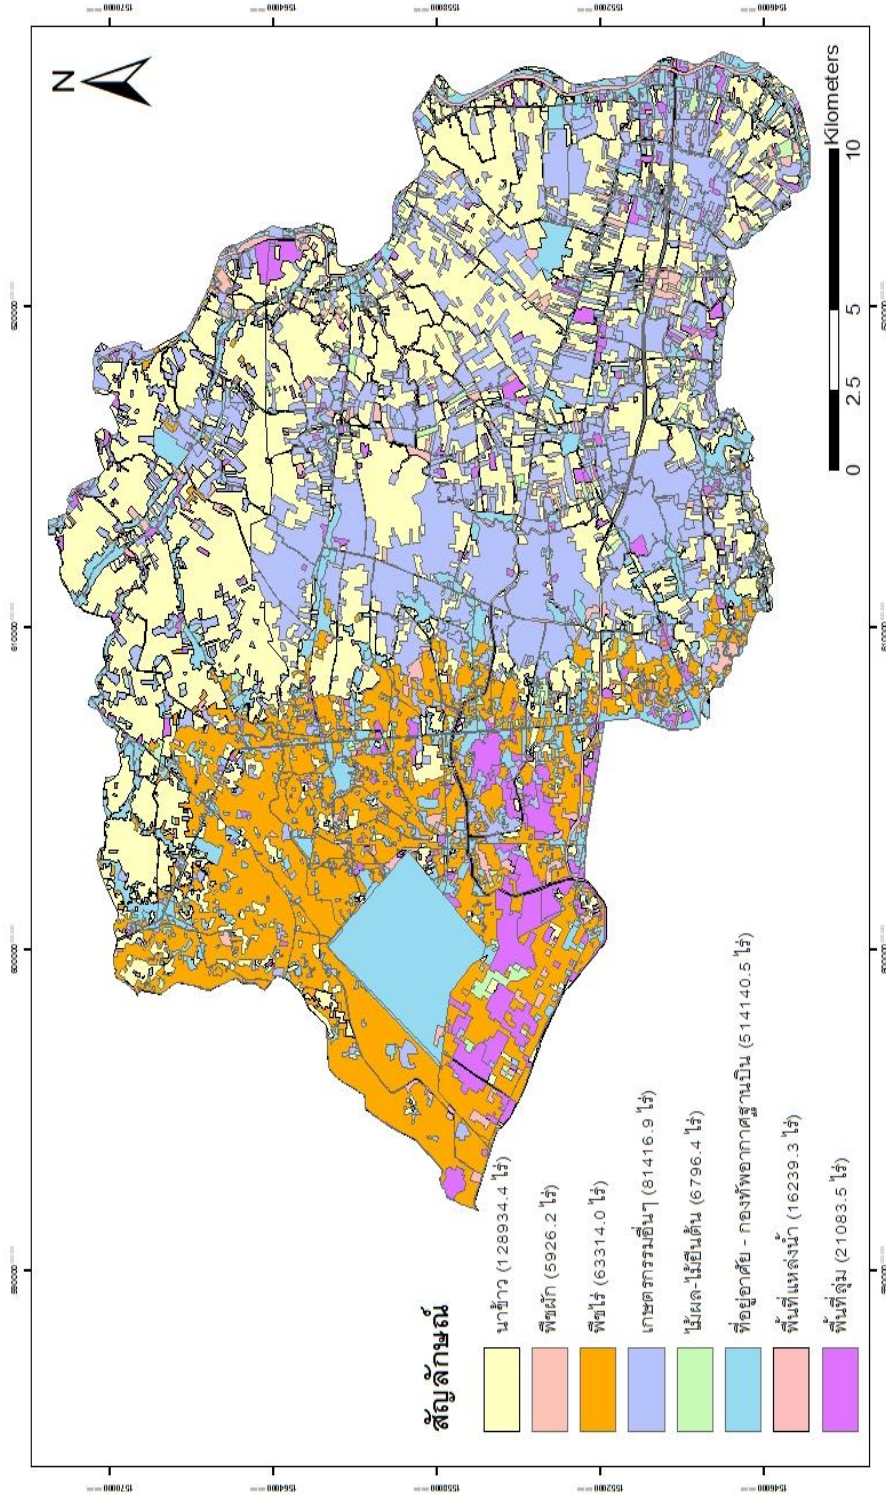 N
สัญลักษณ์
นาข้าว (128934.4 ไร่)
พืชผัก (5926.2 ไร่)
พืชไร่ (63314.0 ไร่)
เกษตรกรรมอื่นๆ (81416.9 ไร่)
ไม้ผล-ไม้ยืนต้น (6796.4 ไร่)
ที่อยู่อาศัย - กองทัพอากาศฐานบิน (514140.5 ไร่)
พื้นที่แหล่งน้ำ (16239.3 ไร่)
พื้นที่ลุ่ม (21083.5 ไร่)
0 2.5 5 10
Kilometers